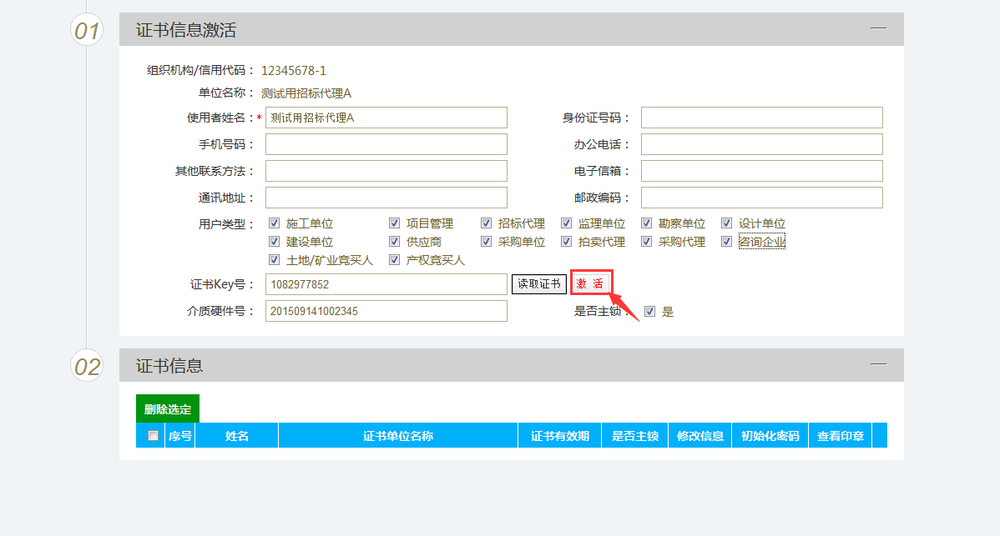 01
证书信息激活
组织机构/信用代码： 12345678-1
单位名称： 测试用招标代理A
使用者姓名：* 测试用招标代理A 身份证号码：
手机号码： 办公电话：
其他联系方法： 电子信箱：
通讯地址： 邮政编码：
用户类型： 施工单位 项目管理 招标代理 监理单位 勘察单位 设计单位
建设单位 供应商 采购单位 拍卖代理 采购代理 咨询企业
土地/矿业竞买人 产权竞买人
证书Key号： 1082977852 读取证书 激 活
介质硬件号： 201509141002345 是否主锁： 是
02
证书信息
删除选定
序号 姓名 证书单位名称 证书有效期 是否主锁 修改信息 初始化密码 查看印章